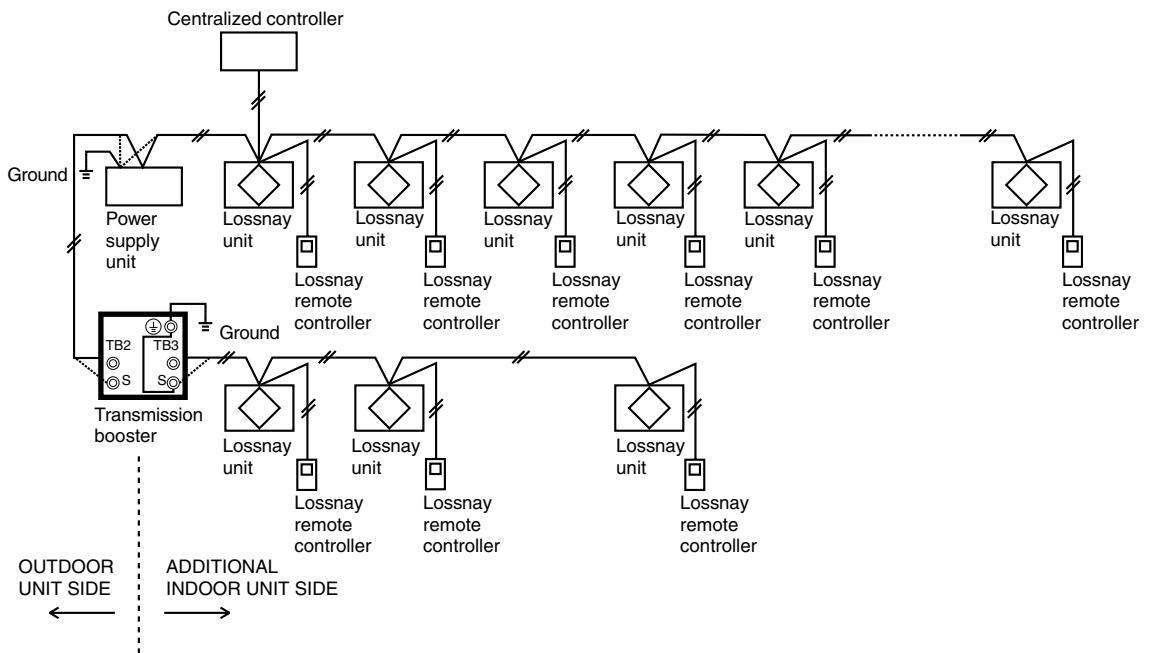 Centralized controller
Ground
Power
supply
unit
Lossnay
unit
Lossnay
unit
Lossnay
unit
Lossnay
unit
Lossnay
unit
Lossnay
unit
Lossnay
remote
controller
Lossnay
remote
controller
Lossnay
remote
controller
Lossnay
remote
controller
Lossnay
remote
controller
Lossnay
remote
controller
Ground
TB2
TB3
S
S
Transmission
booster
Lossnay
unit
Lossnay
unit
Lossnay
unit
Lossnay
remote
controller
Lossnay
remote
controller
Lossnay
remote
controller
OUTDOOR
UNIT SIDE
ADDITIONAL
INDOOR UNIT SIDE